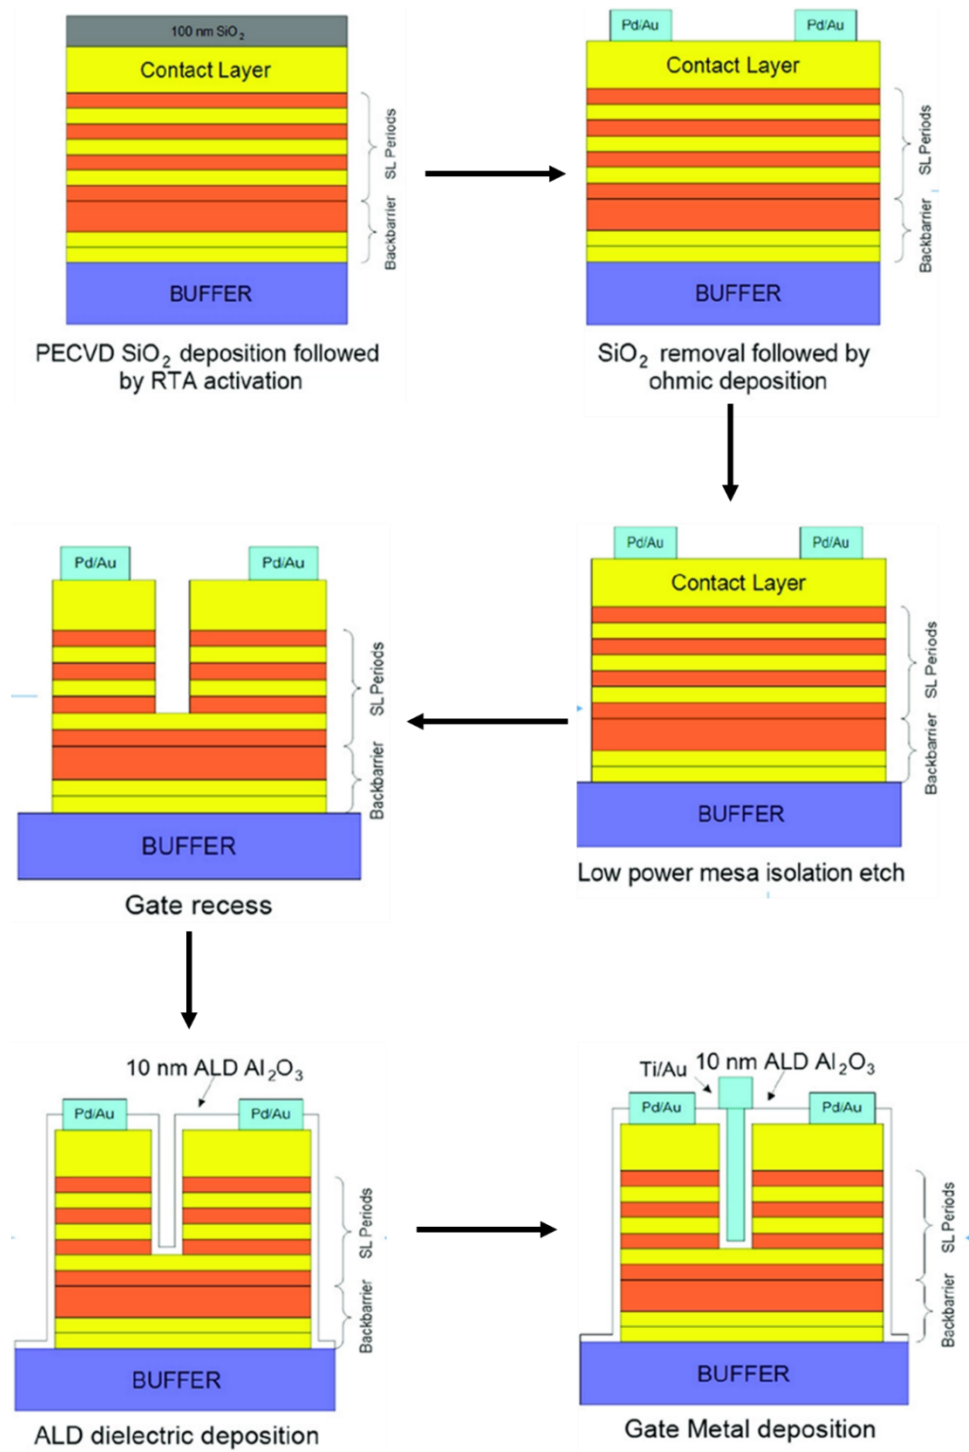 100 nm SiO₂
Contact Layer
SL Periods
Backbarrier
BUFFER
PECVD SiO₂ deposition followed
by RTA activation
Pd/Au
Pd/Au
Contact Layer
SL Periods
Backbarrier
BUFFER
SiO₂ removal followed by
ohmic deposition
Pd/Au
Pd/Au
SL Periods
Backbarrier
BUFFER
Gate recess
Pd/Au
Pd/Au
Contact Layer
SL Periods
Backbarrier
BUFFER
Low power mesa isolation etch
10 nm ALD Al₂O₃
Pd/Au
Pd/Au
SL Periods
Backbarrier
BUFFER
ALD dielectric deposition
Ti/Au
10 nm ALD Al₂O₃
Pd/Au
Pd/Au
SL Periods
Backbarrier
BUFFER
Gate Metal deposition